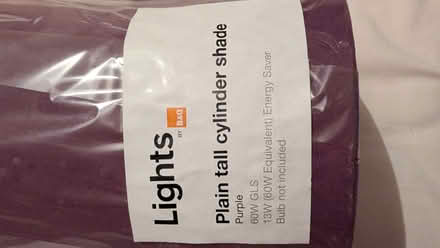 Lights
BY B&Q
Plain tall cylinder shade
Purple
60W GLS
13W (60W Equivalent) Energy Saver
Bulb not included